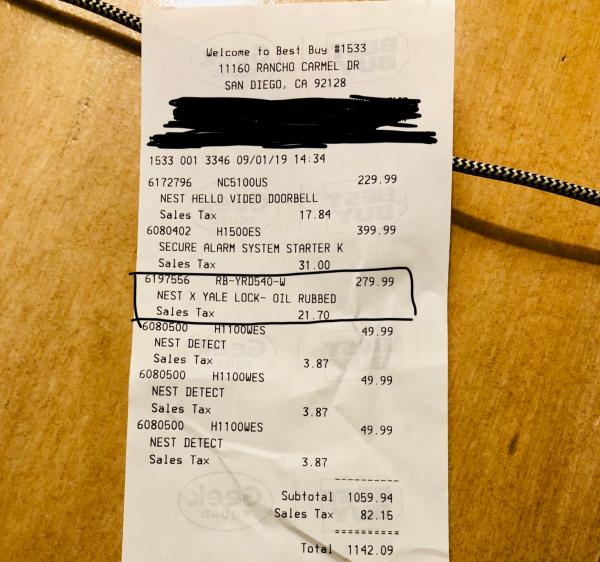 Welcome to Best Buy #1533
11160 RANCHO CARMEL DR
SAN DIEGO, CA 92128
1533 001 3346 09/01/19 14:34
6172796 NC5100US 229.99
NEST HELLO VIDEO DOORBELL
Sales Tax 17.84
6080402 H1500ES 399.99
SECURE ALARM SYSTEM STARTER K
Sales Tax 31.00
6197556 RB-YRD540-W 279.99
NEST X YALE LOCK- OIL RUBBED
Sales Tax 21.70
6080500 H1100WES 49.99
NEST DETECT
Sales Tax 3.87
6080500 H1100WES 49.99
NEST DETECT
Sales Tax 3.87
6080500 H1100WES 49.99
NEST DETECT
Sales Tax 3.87
Subtotal 1059.94
Sales Tax 82.15
Total 1142.09